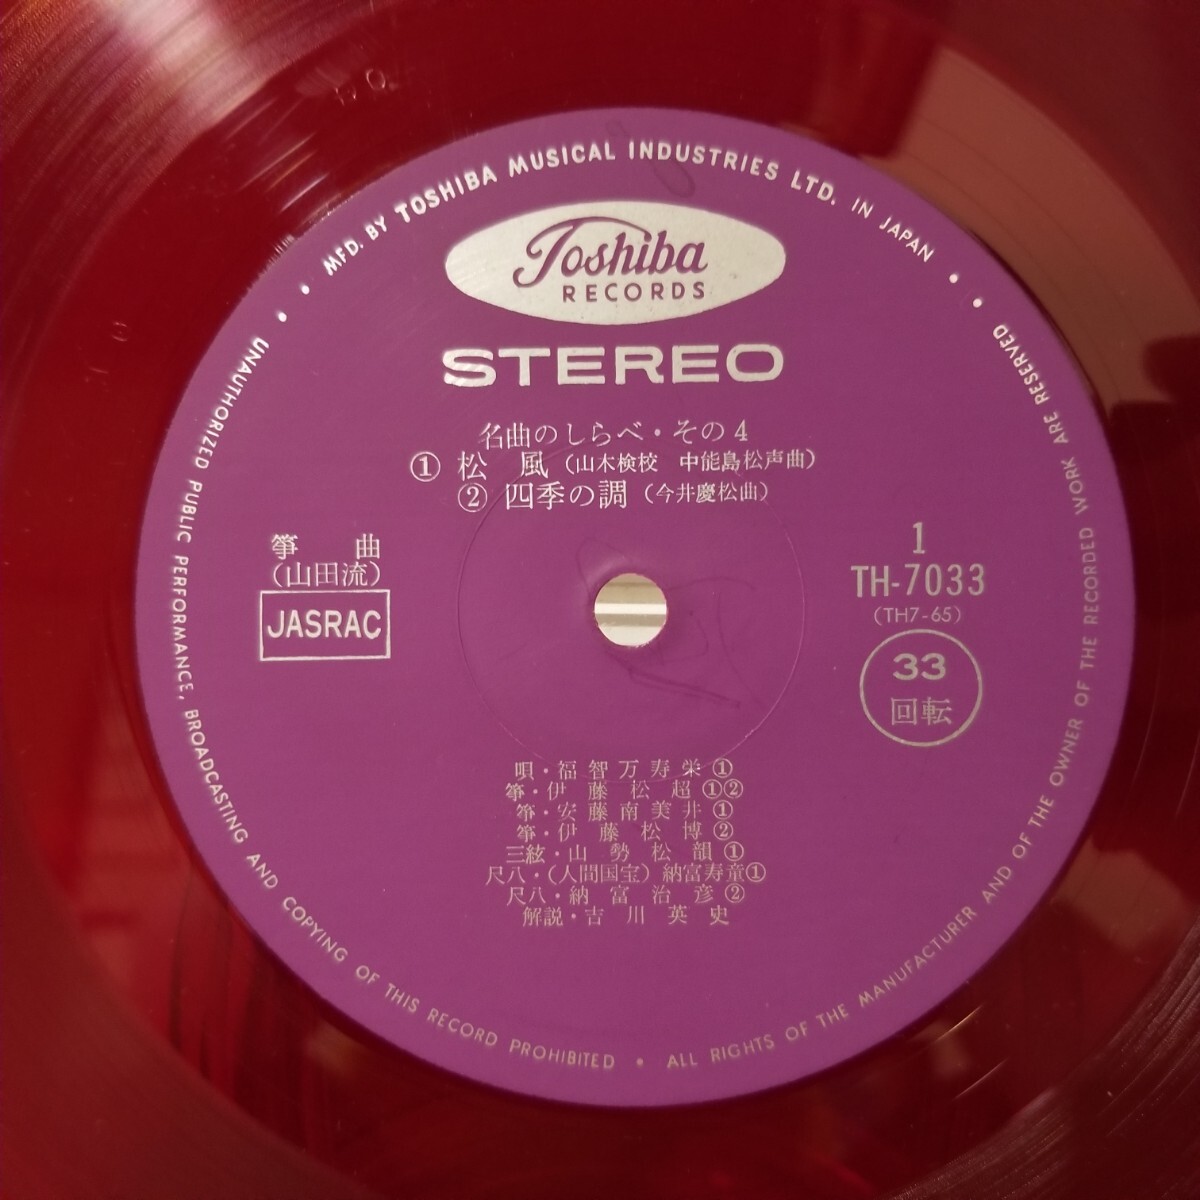 MFD. BY TOSHIBA MUSICAL INDUSTRIES LTD. IN JAPAN
Toshiba
RECORDS
STEREO
名曲のしらべ・その4
① 松風 (山木検校 中能島松声曲)
② 四季の調 (今井慶松曲)
箏曲
(山田流)
JASRAC
1
TH-7033
(TH7-65)
33
回転
唄・福智万寿栄①
箏・伊藤松超①②
箏・安藤南美井①
箏・伊藤松博②
三絃・山勢松韻①
尺八・(人間国宝) 納富寿童①
尺八・納富治彦②
解説・吉川英史
UNAUTHORIZED PUBLIC PERFORMANCE, BROADCASTING AND COPYING OF THIS RECORD PROHIBITED • ALL RIGHTS OF THE MANUFACTURER AND OF THE OWNER OF THE RECORDED WORK ARE RESERVED